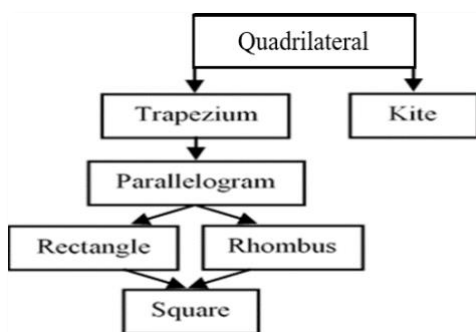 Quadrilateral
Trapezium
Kite
Parallelogram
Rectangle
Rhombus
Square